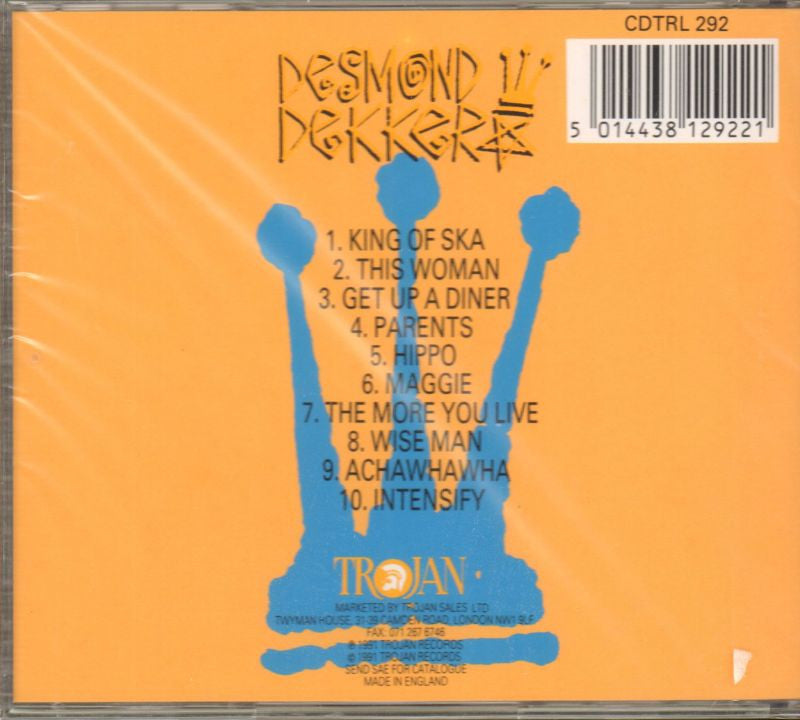 CDTRL 292
5 014438 129221
DESMOND
DEKKER
1. KING OF SKA
2. THIS WOMAN
3. GET UP A DINER
4. PARENTS
5. HIPPO
6. MAGGIE
7. THE MORE YOU LIVE
8. WISE MAN
9. ACHAWHAWHA
10. INTENSIFY
TROJAN
MARKETED BY TROJAN SALES LTD
TWYMAN HOUSE, 31-39 CAMDEN ROAD, LONDON NW1 9LF
FAX: 071 267 6746
℗ 1991 TROJAN RECORDS
© 1991 TROJAN RECORDS
SEND SAE FOR CATALOGUE
MADE IN ENGLAND